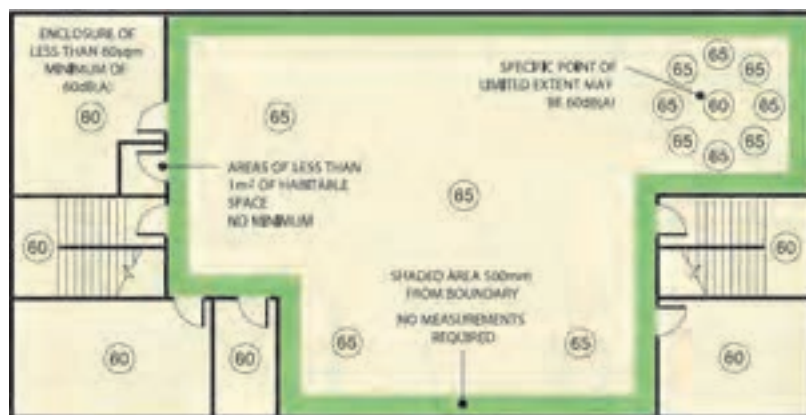 ENCLOSURE OF
LESS THAN 60sqm
MINIMUM OF
60dB(A)
60
SPECIFIC POINT OF
LIMITED EXTENT MAY
BE 60dB(A)
65
65
65
65
60
65
65
65
65
65
AREAS OF LESS THAN
1m² OF HABITABLE
SPACE
NO MINIMUM
65
60
60
SHADED AREA 500mm
FROM BOUNDARY
NO MEASUREMENTS
REQUIRED
60
60
65
65
60